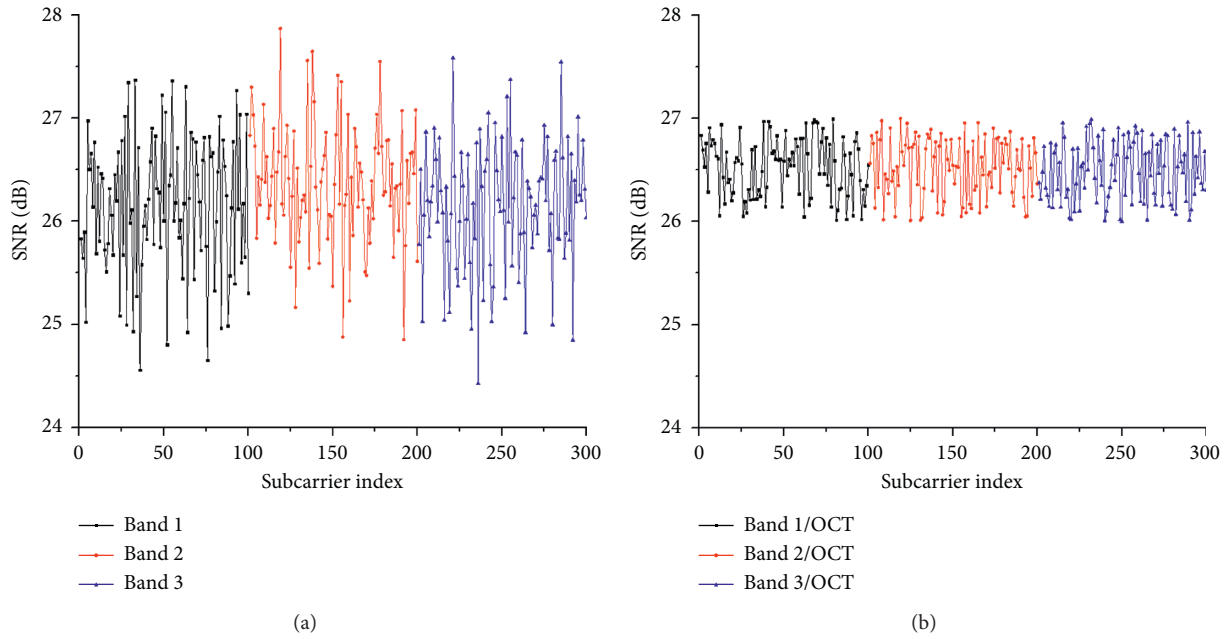 28
27
26
25
24
SNR (dB)
0
50
100
150
200
250
300
Subcarrier index
Band 1
Band 2
Band 3
(a)
28
27
26
25
24
SNR (dB)
0
50
100
150
200
250
300
Subcarrier index
Band 1/OCT
Band 2/OCT
Band 3/OCT
(b)